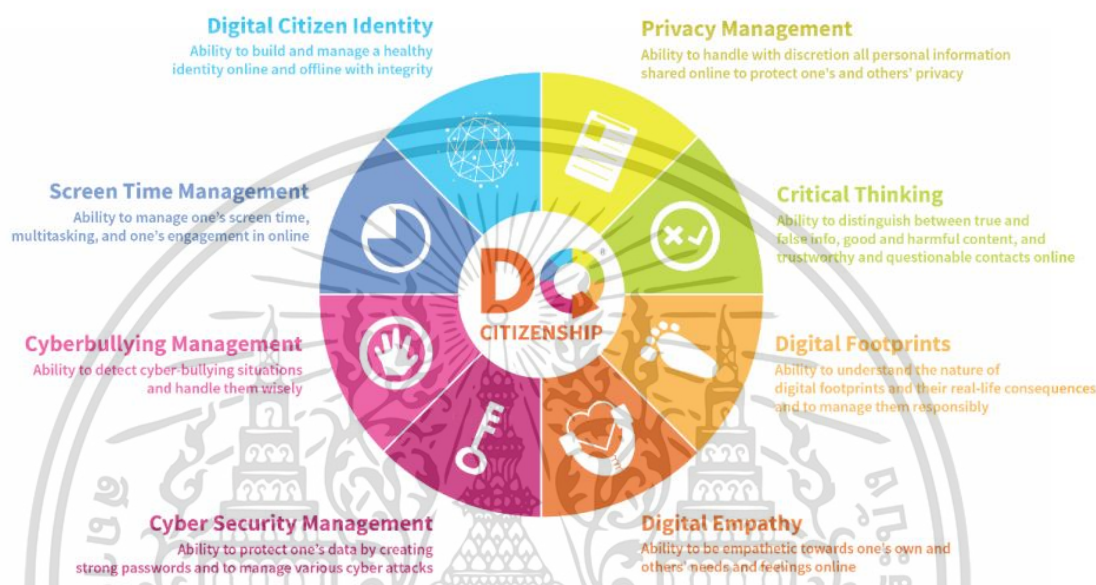 Digital Citizen Identity
Ability to build and manage a healthy
identity online and offline with integrity
Privacy Management
Ability to handle with discretion all personal information
shared online to protect one's and others' privacy
Screen Time Management
Ability to manage one's screen time,
multitasking, and one's engagement in online
Critical Thinking
Ability to distinguish between true and
false info, good and harmful content, and
trustworthy and questionable contacts online
DQ
CITIZENSHIP
Cyberbullying Management
Ability to detect cyber-bullying situations
and handle them wisely
Digital Footprints
Ability to understand the nature of
digital footprints and their real-life consequences
and to manage them responsibly
Cyber Security Management
Ability to protect one's data by creating
strong passwords and to manage various cyber attacks
Digital Empathy
Ability to be empathetic towards one's own and
others' needs and feelings online